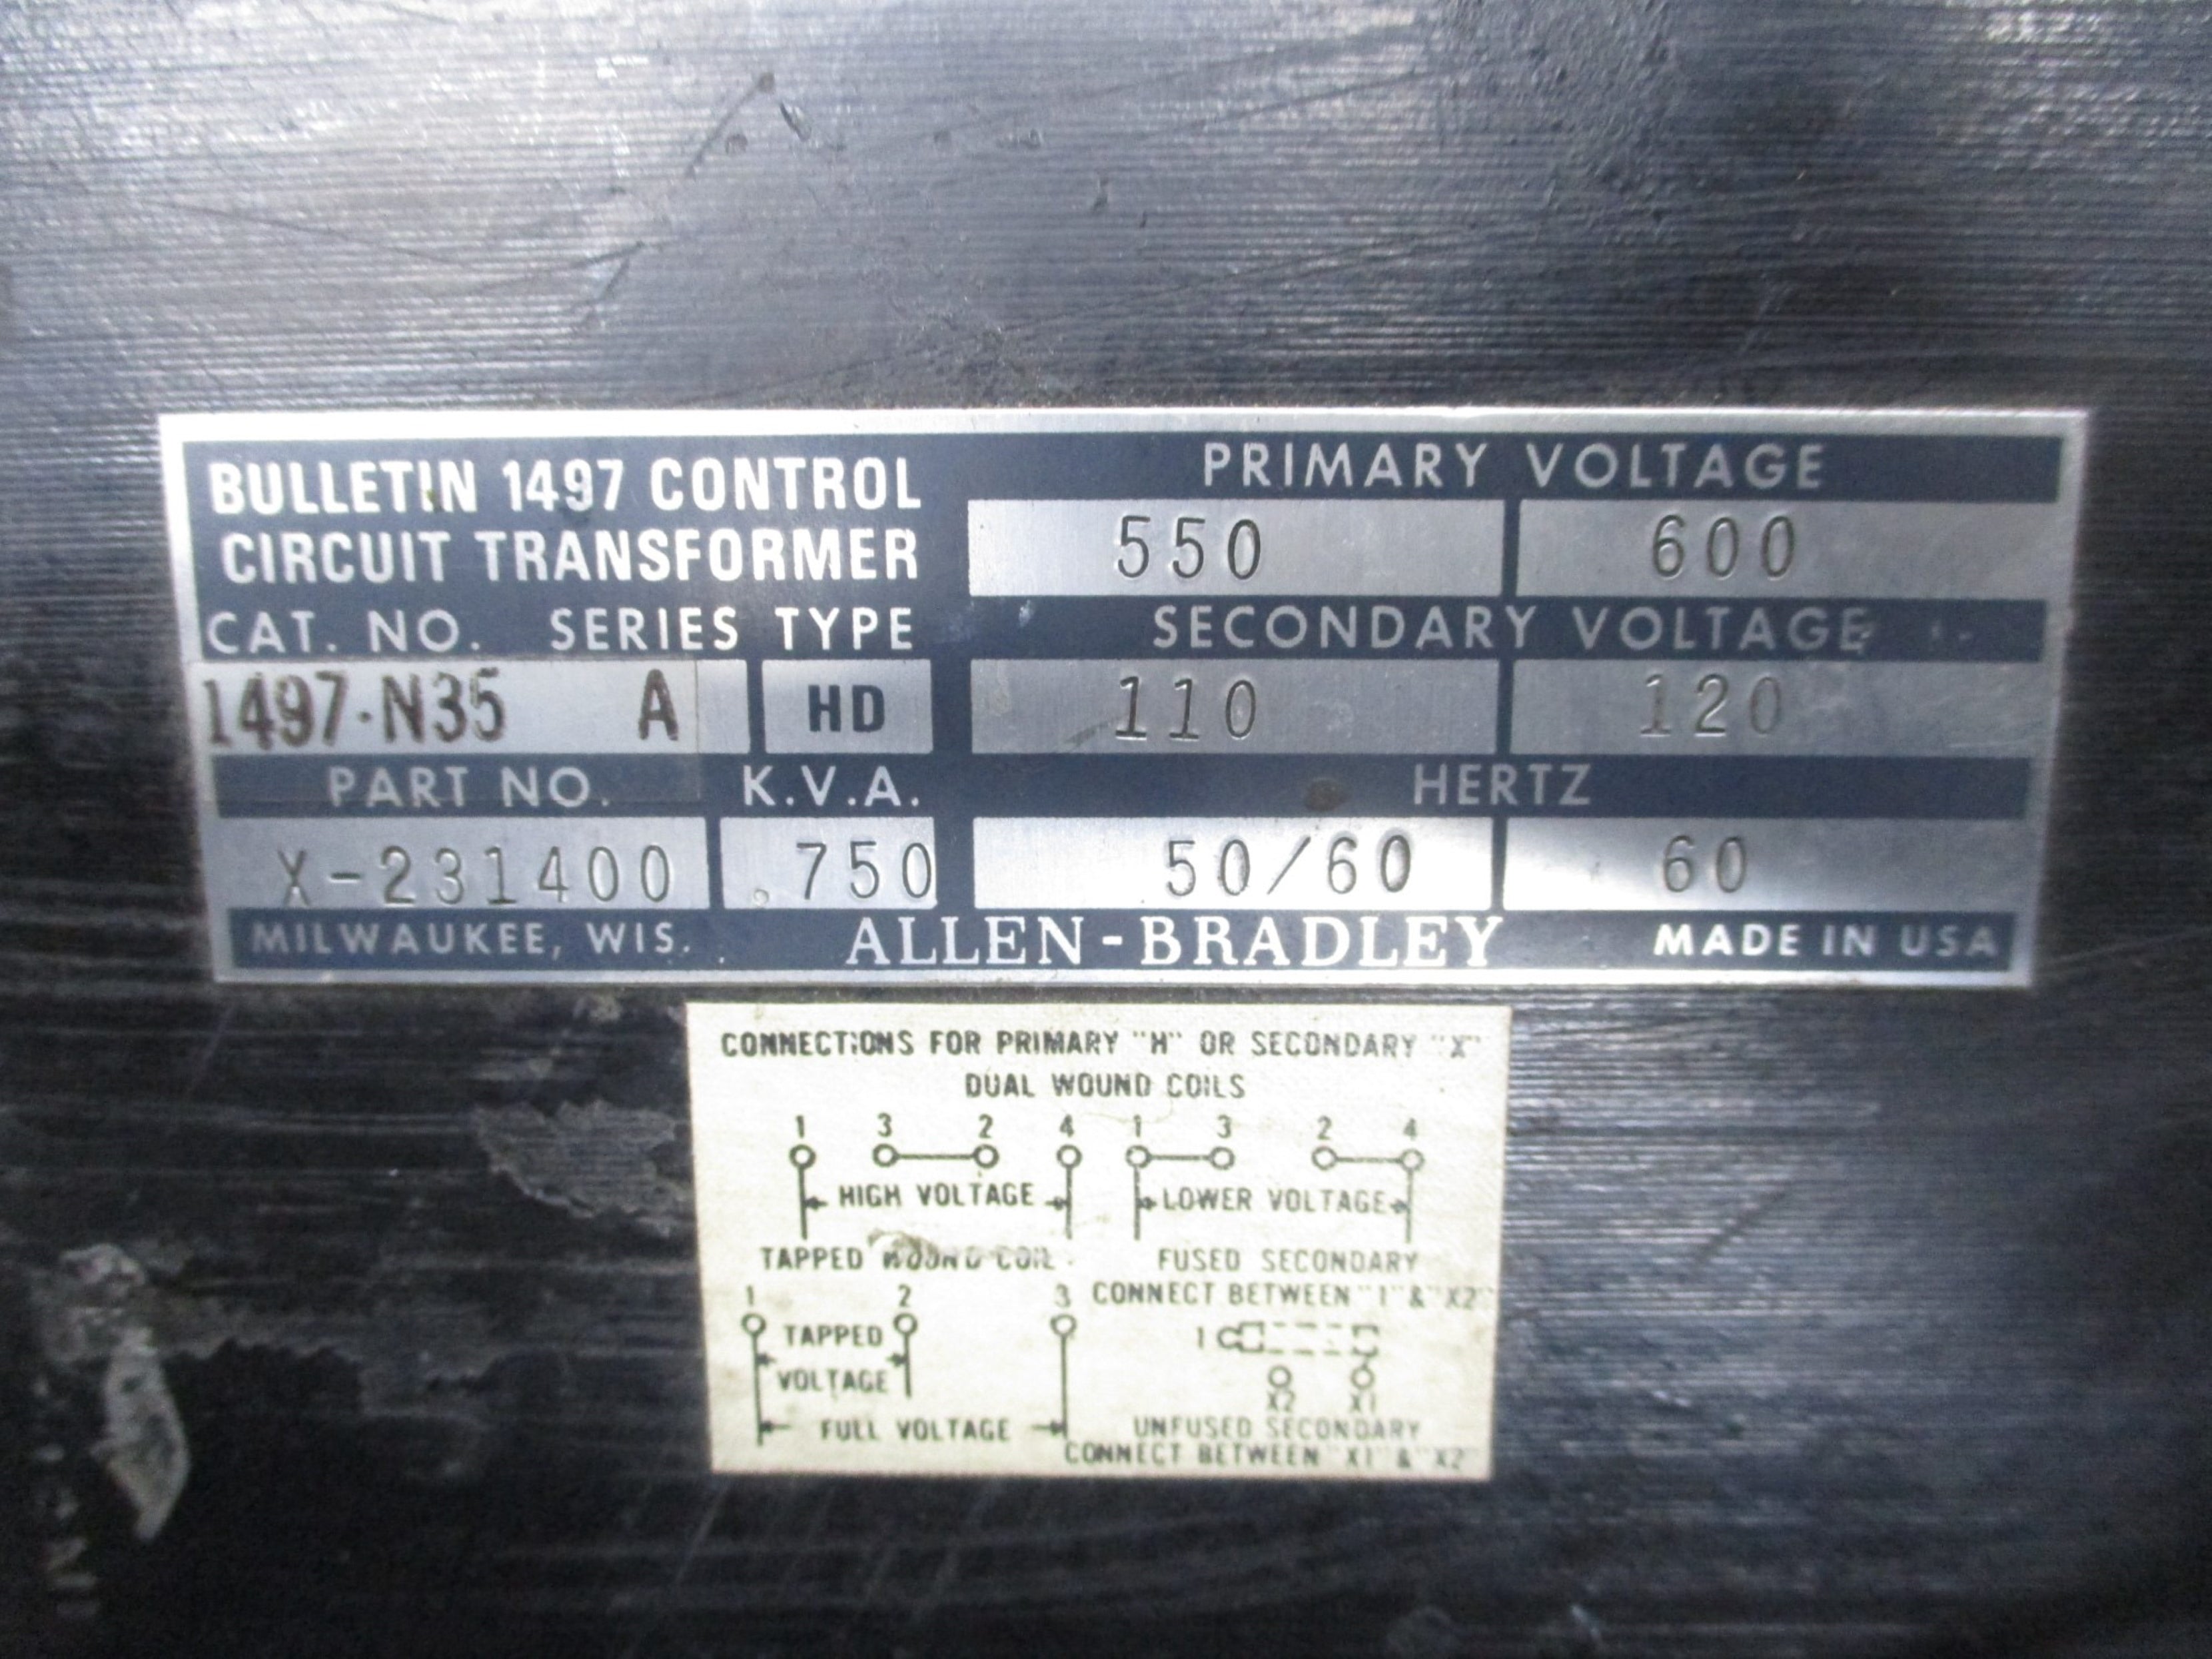 BULLETIN 1497 CONTROL
CIRCUIT TRANSFORMER
CAT. NO. SERIES TYPE
1497-N35 A HD
PART NO. K.V.A.
X-231400 .750
PRIMARY VOLTAGE
550 600
SECONDARY VOLTAGE
110 120
HERTZ
50/60 60
MILWAUKEE, WIS. ALLEN-BRADLEY MADE IN USA
CONNECTIONS FOR PRIMARY "H" OR SECONDARY "X"
DUAL WOUND COILS
1 3 2 4 1 3 2 4
HIGH VOLTAGE LOWER VOLTAGE
TAPPED WOUND COIL
1 2 3
TAPPED
VOLTAGE
FULL VOLTAGE
FUSED SECONDARY
CONNECT BETWEEN "1" & "X2"
1
X2 X1
UNFUSED SECONDARY
CONNECT BETWEEN "X1" & "X2"